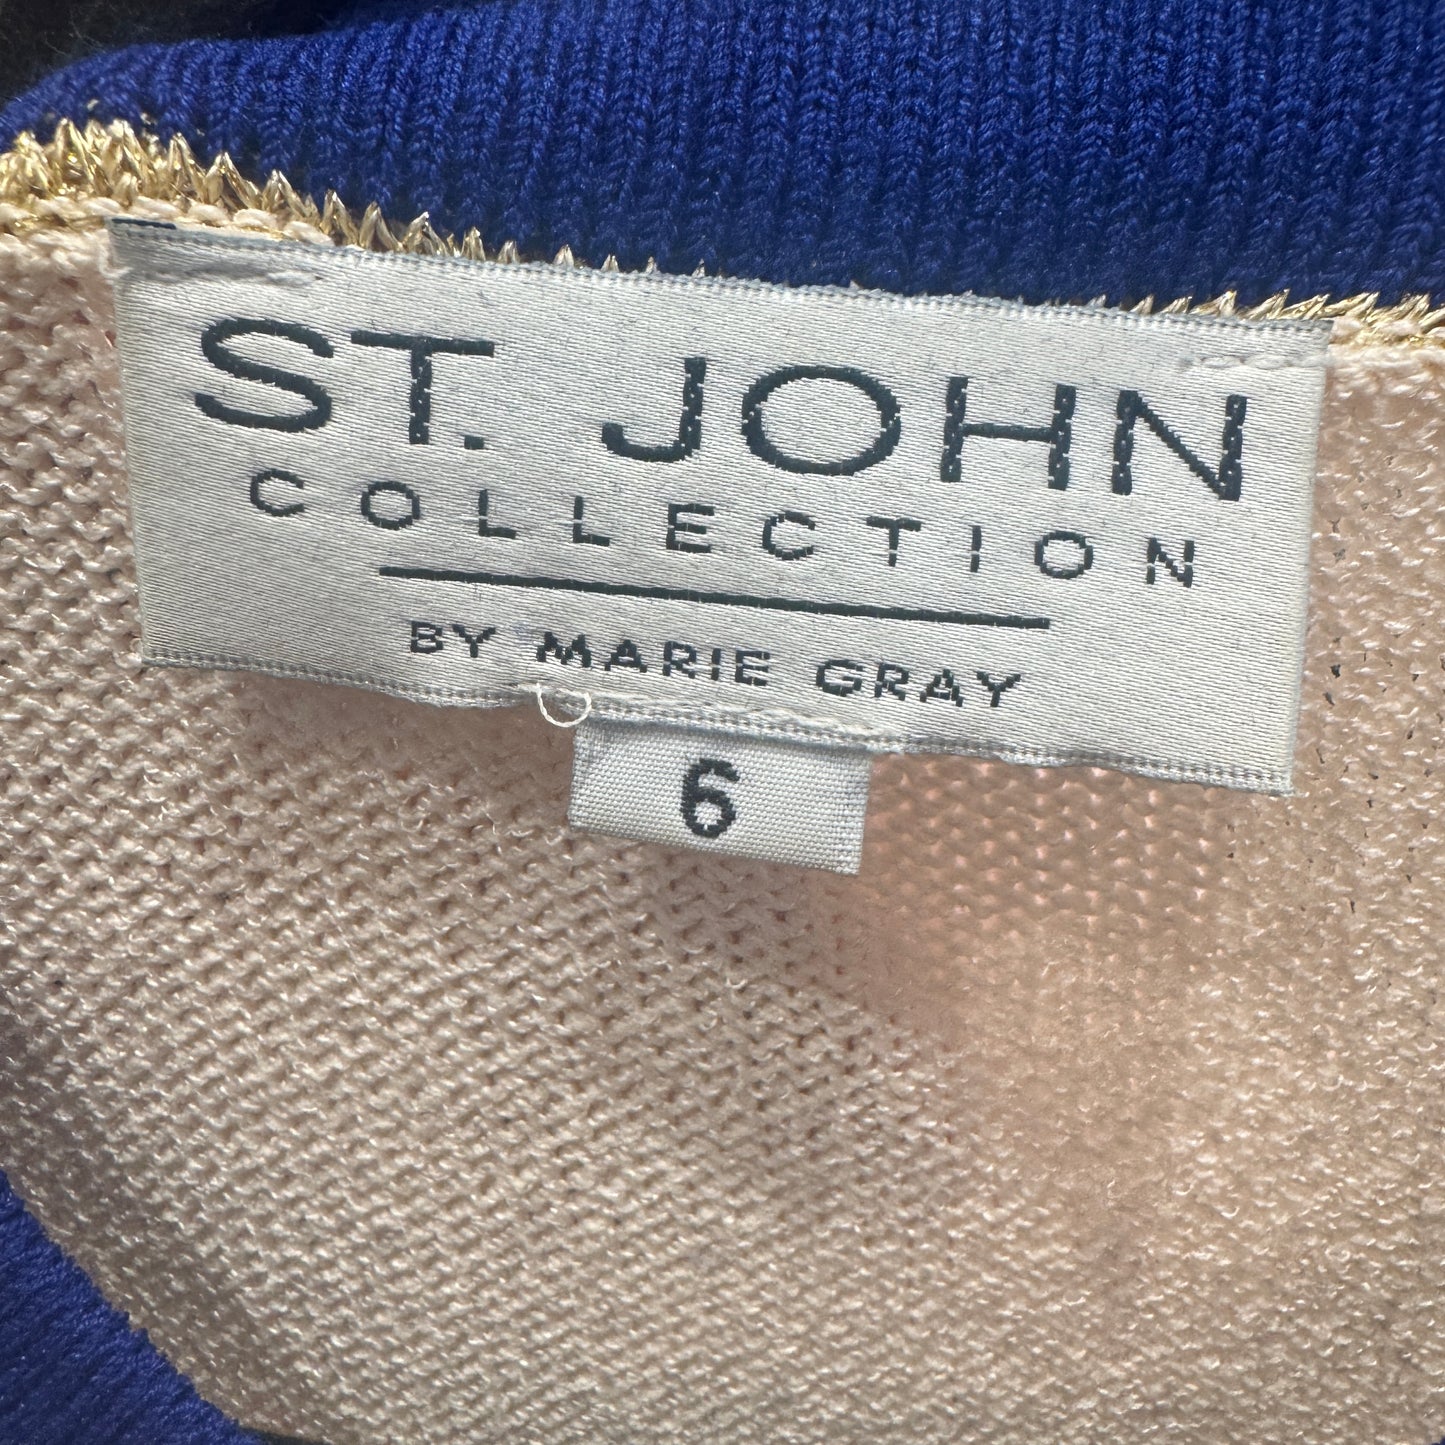 ST. JOHN
COLLECTION
BY MARIE GRAY
6